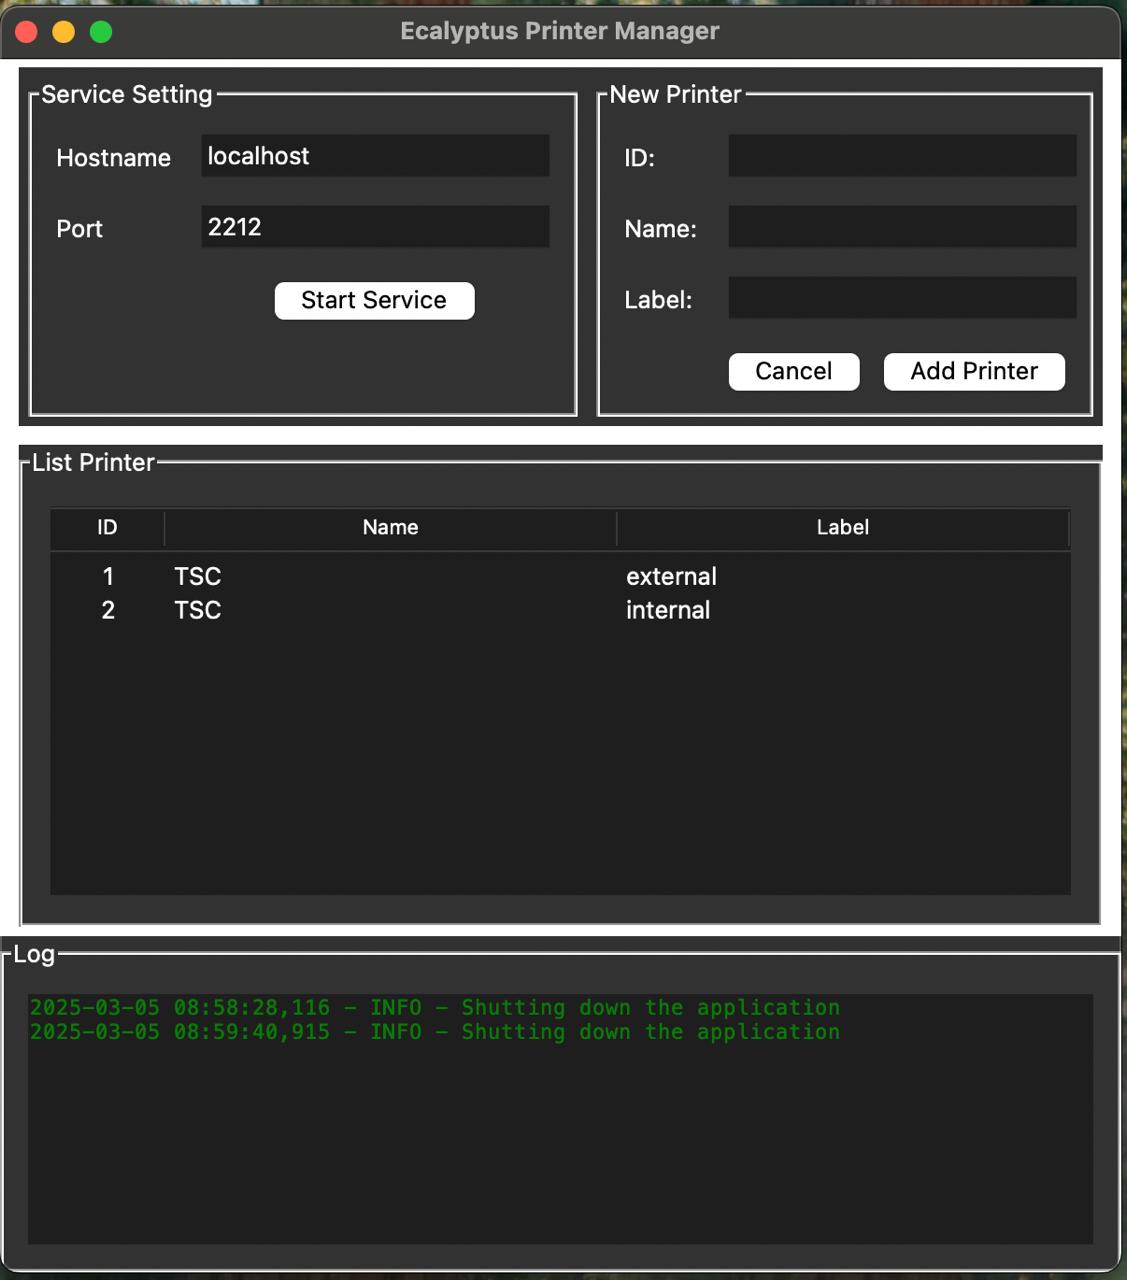 Ecalyptus Printer Manager
Service Setting
Hostname localhost
Port 2212
Start Service
New Printer
ID:
Name:
Label:
Cancel Add Printer
List Printer
ID Name Label
1 TSC external
2 TSC internal
Log
2025-03-05 08:58:28,116 - INFO - Shutting down the application
2025-03-05 08:59:40,915 - INFO - Shutting down the application